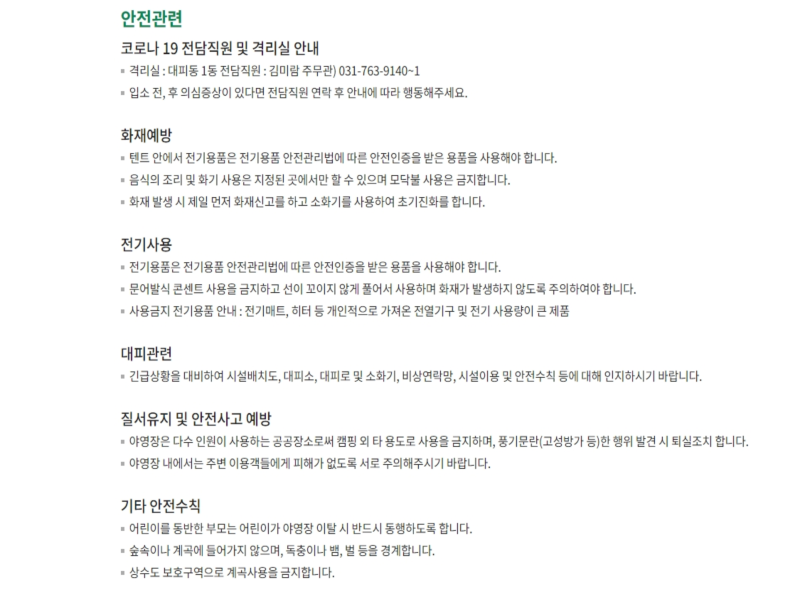 안전관련
코로나 19 전담직원 및 격리실 안내
▪ 격리실 : 대피동 1동 전담직원 : 김미람 주무관) 031-763-9140~1
▪ 입소 전, 후 의심증상이 있다면 전담직원 연락 후 안내에 따라 행동해주세요.
화재예방
▪ 텐트 안에서 전기용품은 전기용품 안전관리법에 따른 안전인증을 받은 용품을 사용해야 합니다.
▪ 음식의 조리 및 화기 사용은 지정된 곳에서만 할 수 있으며 모닥불 사용은 금지합니다.
▪ 화재 발생 시 제일 먼저 화재신고를 하고 소화기를 사용하여 초기진화를 합니다.
전기사용
▪ 전기용품은 전기용품 안전관리법에 따른 안전인증을 받은 용품을 사용해야 합니다.
▪ 문어발식 콘센트 사용을 금지하고 선이 꼬이지 않게 풀어서 사용하며 화재가 발생하지 않도록 주의하여야 합니다.
▪ 사용금지 전기용품 안내 : 전기매트, 히터 등 개인적으로 가져온 전열기구 및 전기 사용량이 큰 제품
대피관련
▪ 긴급상황을 대비하여 시설배치도, 대피소, 대피로 및 소화기, 비상연락망, 시설이용 및 안전수칙 등에 대해 인지하시기 바랍니다.
질서유지 및 안전사고 예방
▪ 야영장은 다수 인원이 사용하는 공공장소로써 캠핑 외 타 용도로 사용을 금지하며, 풍기문란(고성방가 등)한 행위 발견 시 퇴실조치 합니다.
▪ 야영장 내에서는 주변 이용객들에게 피해가 없도록 서로 주의해주시기 바랍니다.
기타 안전수칙
▪ 어린이를 동반한 부모는 어린이가 야영장 이탈 시 반드시 동행하도록 합니다.
▪ 숲속이나 계곡에 들어가지 않으며, 독충이나 뱀, 벌 등을 경계합니다.
▪ 상수도 보호구역으로 계곡사용을 금지합니다.